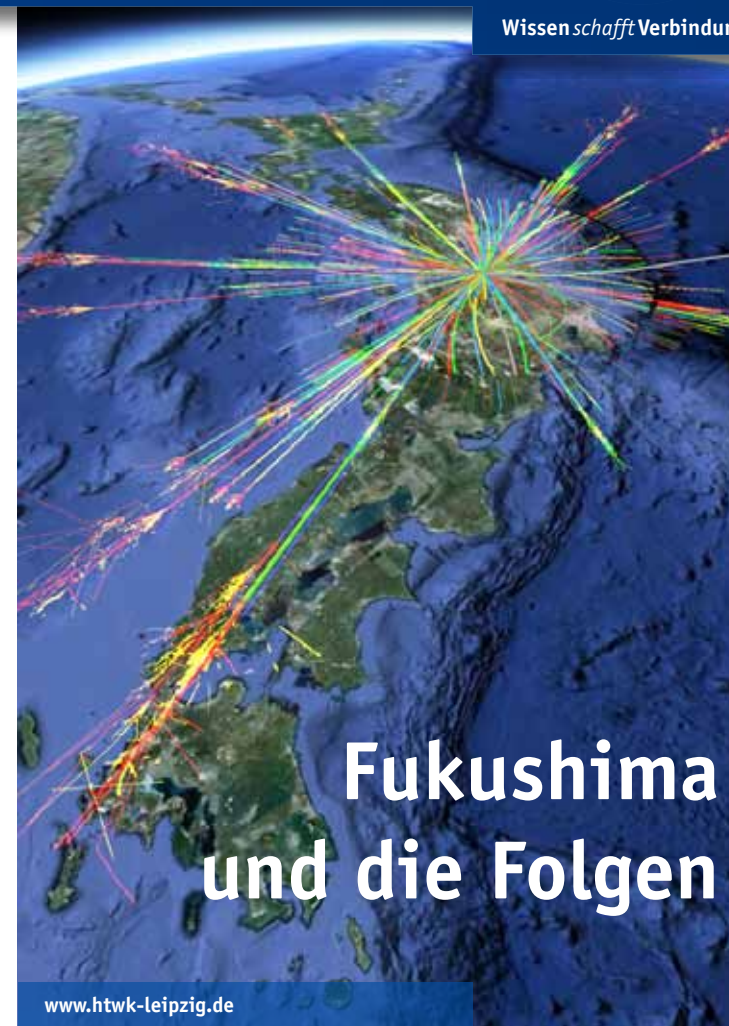 Wissen schafft Verbindun
Fukushima
und die Folgen
www.htwk-leipzig.de